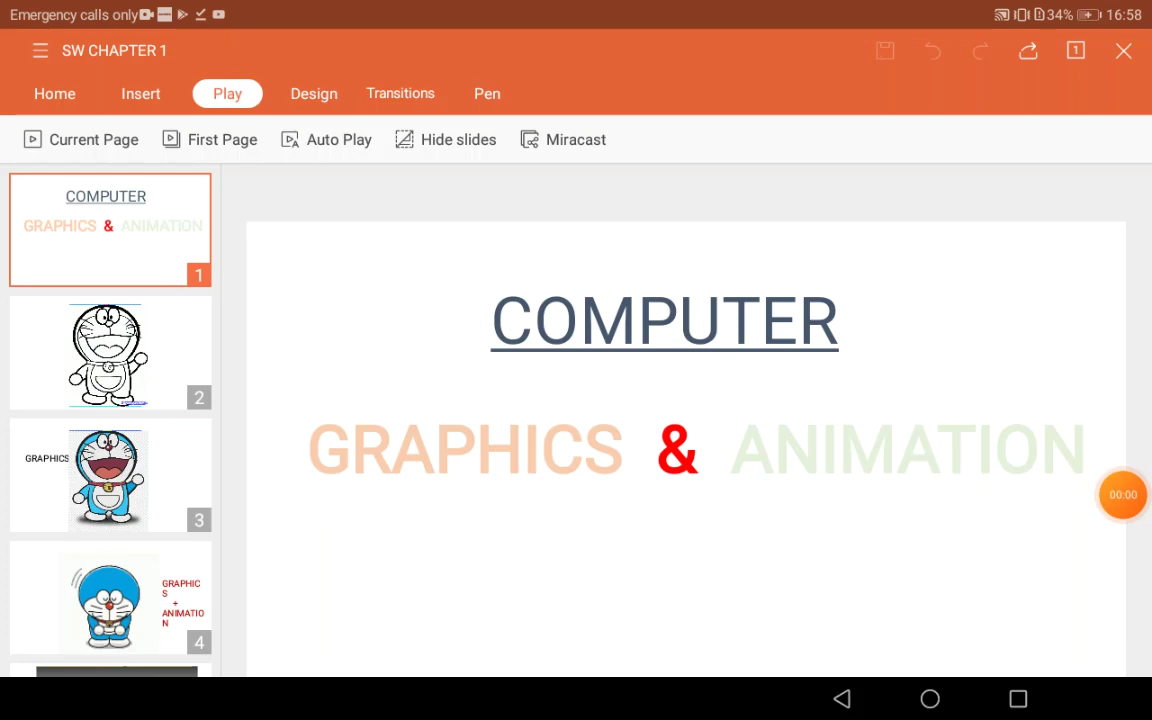 Emergency calls only
34%
16:58
SW CHAPTER 1
1
Home Insert Play Design Transitions Pen
Current Page First Page Auto Play Hide slides Miracast
COMPUTER
GRAPHICS & ANIMATION
1
2
GRAPHICS
3
GRAPHIC
S
+
ANIMATIO
N
4
COMPUTER
GRAPHICS & ANIMATION
00:00